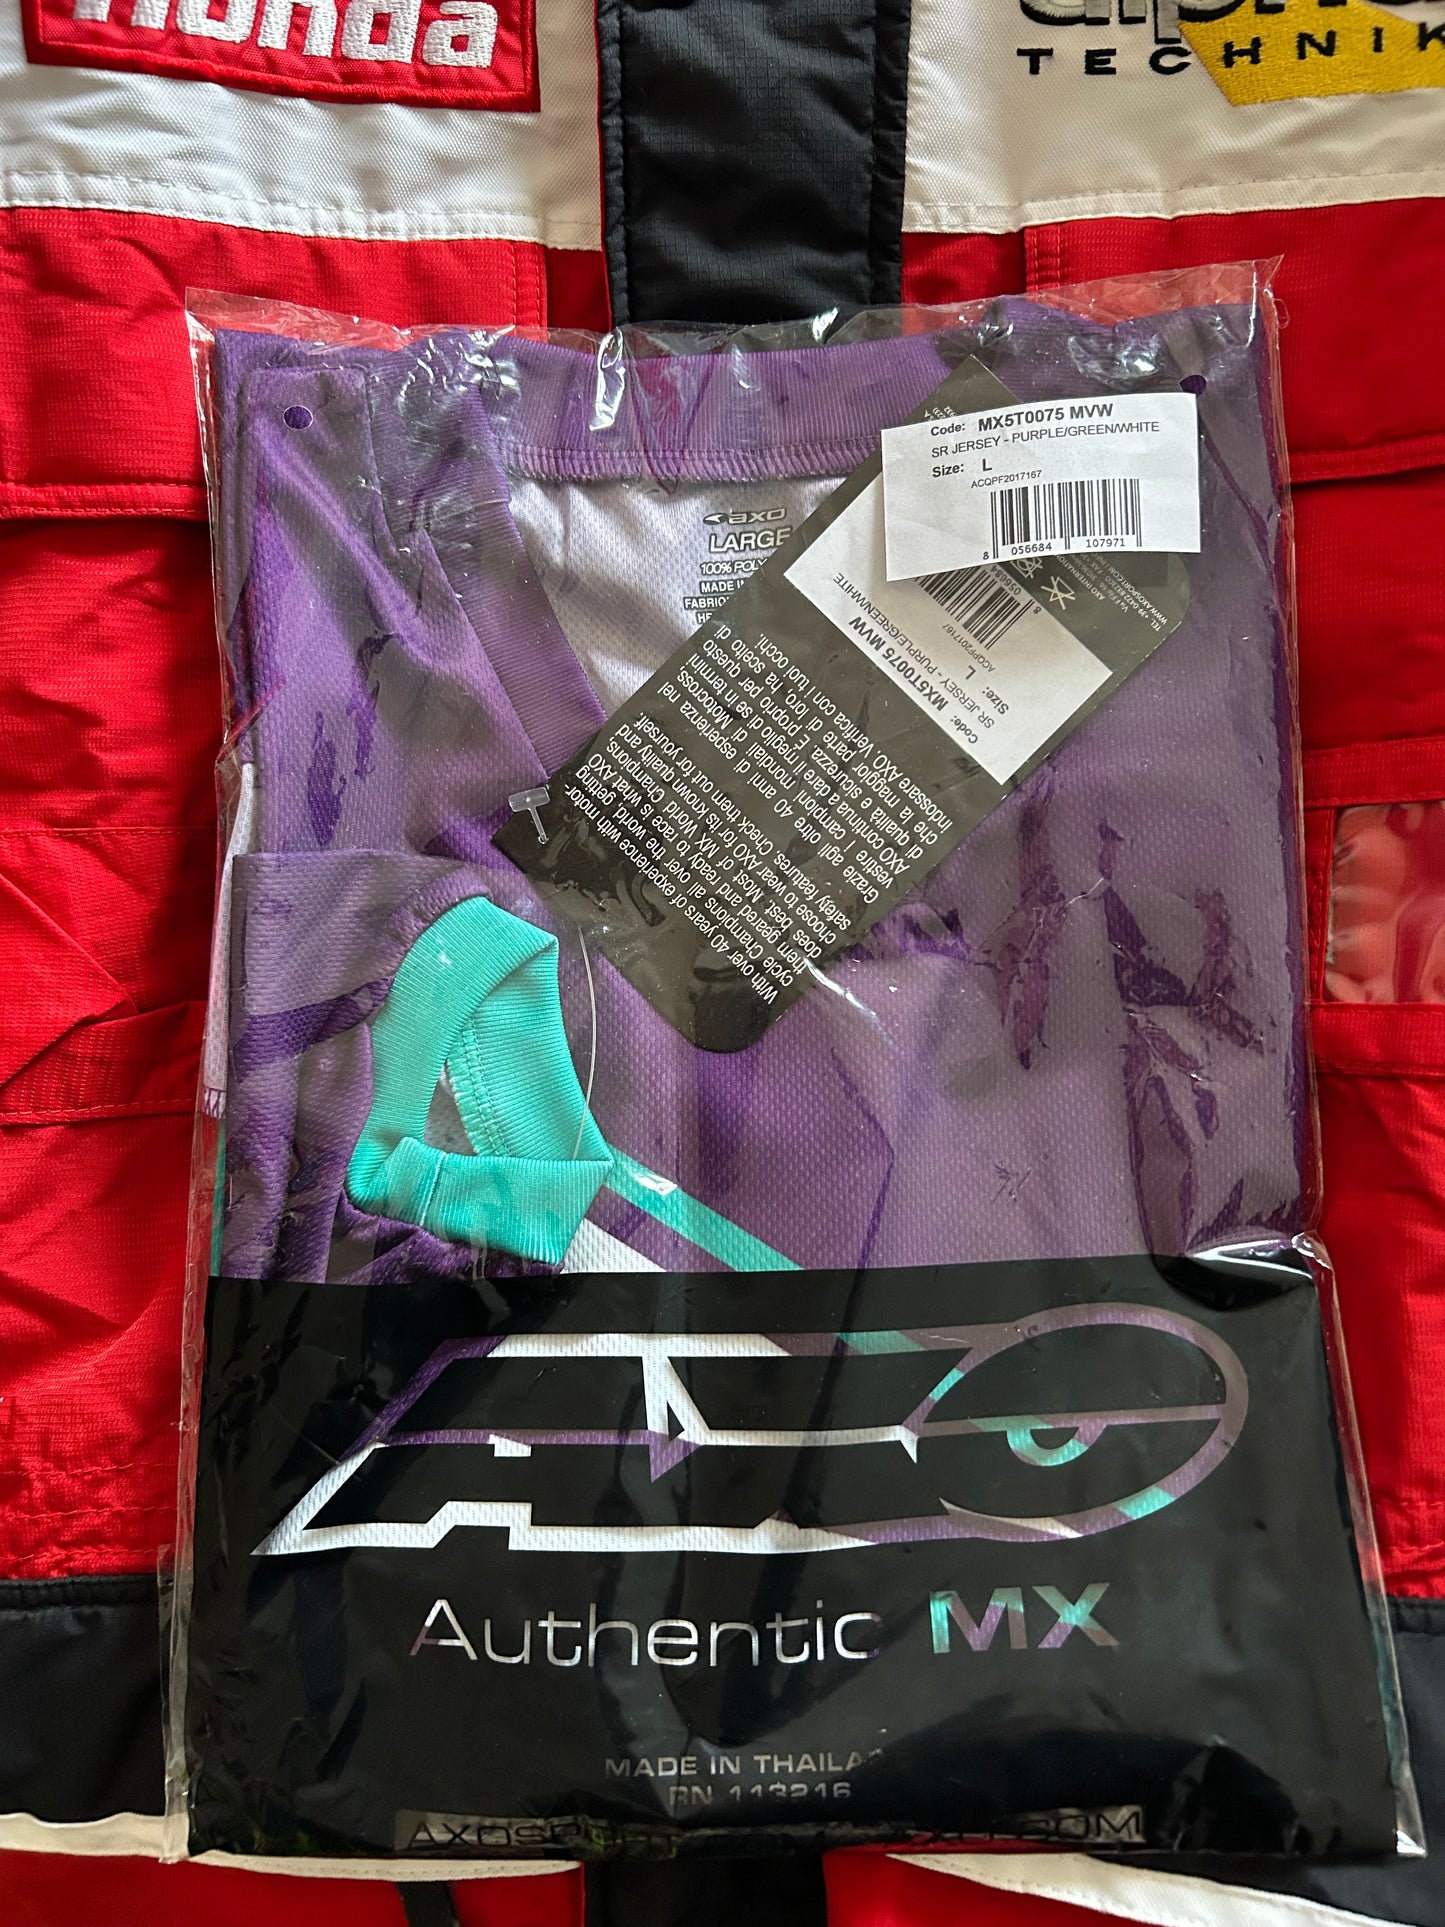 Honda
TECHNIK
Code: MX5T0075 MVW
SR JERSEY - PURPLE/GREEN/WHITE
Size: L
ACQPF2017167
8 056684 107971
axo
LARGE
100% POLY
MADE IN
FABRIQ
Code: MX5T0075 MVW
SR JERSEY - PURPLE/GREEN/WHITE
Size: L
ACQPF2017167
WWW.AXOSPORT.COM
With over 40 years of experience with motor-
cycle Champions all over the world, getting
them geared and ready to race is what AXO
does best. Most of MX World Champions
choose to wear AXO for its known quality and
safety features. Check them out for yourself.
Grazie agli oltre 40 anni di esperienza nel
vestire i campioni mondiali di Motocross,
AXO continua a dare il meglio di se in termini
di qualita e sicurezza. E' proprio per questo
che la maggior parte di loro, ha scelto di
indossare AXO. Verifica con i tuoi occhi.
AXO
Authentic MX
MADE IN THAILA
RN 113216